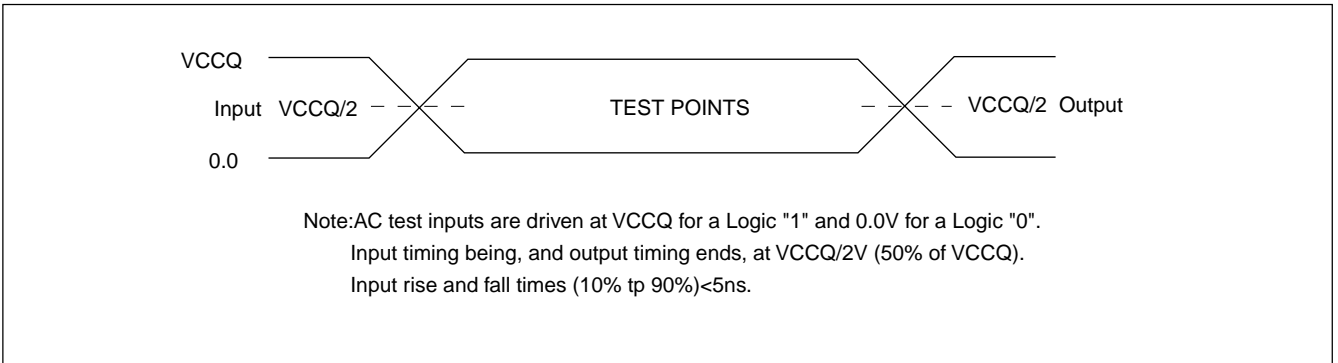 VCCQ
Input VCCQ/2 TEST POINTS VCCQ/2 Output
0.0
Note:AC test inputs are driven at VCCQ for a Logic "1" and 0.0V for a Logic "0".
Input timing being, and output timing ends, at VCCQ/2V (50% of VCCQ).
Input rise and fall times (10% tp 90%)<5ns.